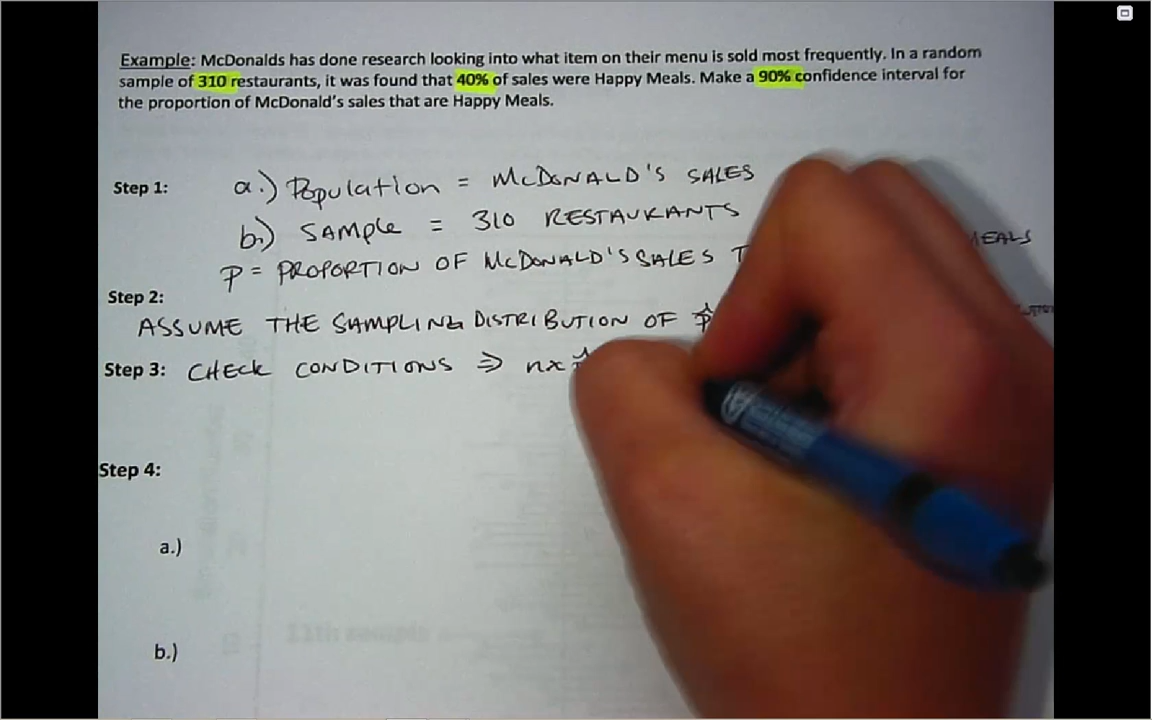 Example: McDonalds has done research looking into what item on their menu is sold most frequently. In a random
sample of 310 restaurants, it was found that 40% of sales were Happy Meals. Make a 90% confidence interval for
the proportion of McDonald's sales that are Happy Meals.
Step 1: a.) Population = McDONALD'S SALES
b.) SAMPLE = 310 RESTAURANTS
P = PROPORTION OF McDONALD'S SALES
Step 2:
ASSUME THE SAMPLING DISTRIBUTION OF p̂
Step 3: CHECK CONDITIONS ⇒ nx
Step 4:
a.)
b.)